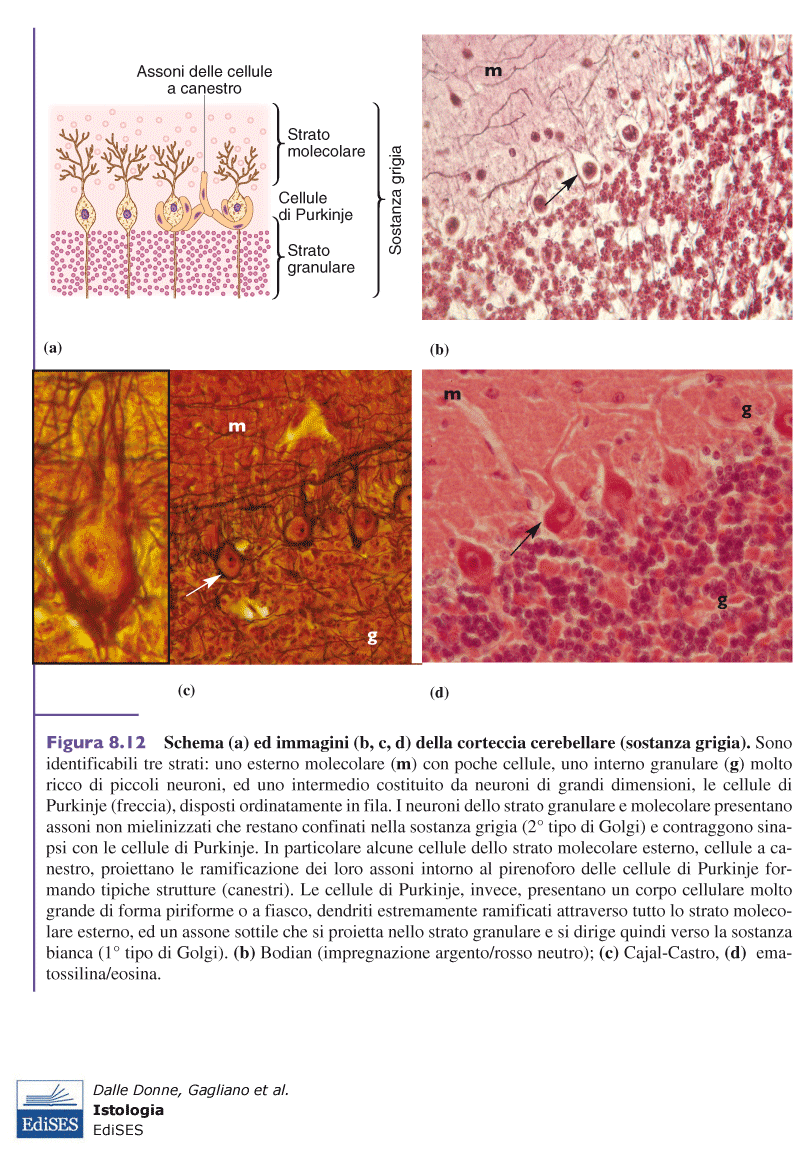 Assoni delle cellule
a canestro
Strato
molecolare
Cellule
di Purkinje
Strato
granulare
Sostanza grigia
(a)
m
(b)
m
g
(c)
m
g
g
(d)
Figura 8.12 Schema (a) ed immagini (b, c, d) della corteccia cerebellare (sostanza grigia). Sono
identificabili tre strati: uno esterno molecolare (m) con poche cellule, uno interno granulare (g) molto
ricco di piccoli neuroni, ed uno intermedio costituito da neuroni di grandi dimensioni, le cellule di
Purkinje (freccia), disposti ordinatamente in fila. I neuroni dello strato granulare e molecolare presentano
assoni non mielinizzati che restano confinati nella sostanza grigia (2° tipo di Golgi) e contraggono sina-
psi con le cellule di Purkinje. In particolare alcune cellule dello strato molecolare esterno, cellule a ca-
nestro, proiettano le ramificazione dei loro assoni intorno al pirenoforo delle cellule di Purkinje for-
mando tipiche strutture (canestri). Le cellule di Purkinje, invece, presentano un corpo cellulare molto
grande di forma piriforme o a fiasco, dendriti estremamente ramificati attraverso tutto lo strato moleco-
lare esterno, ed un assone sottile che si proietta nello strato granulare e si dirige quindi verso la sostanza
bianca (1° tipo di Golgi). (b) Bodian (impregnazione argento/rosso neutro); (c) Cajal-Castro, (d) ema-
tossilina/eosina.
EdiSES
Dalle Donne, Gagliano et al.
Istologia
EdiSES